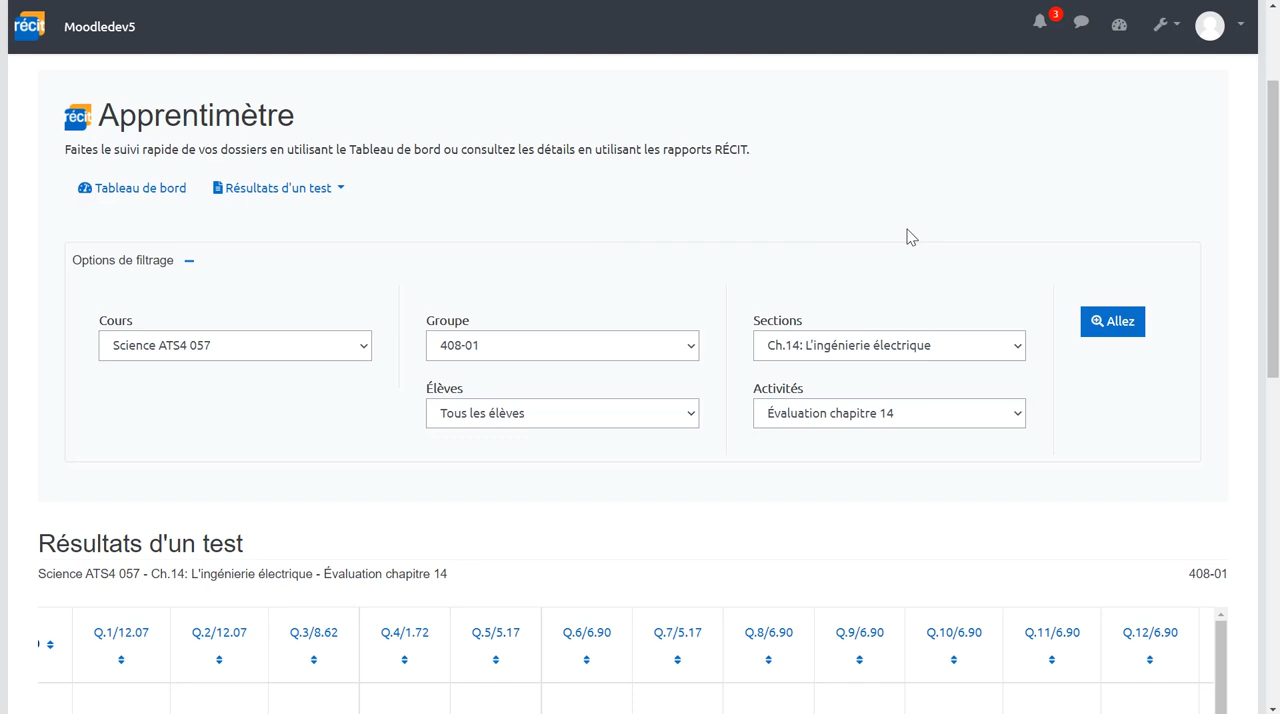 récit
Moodledev5
3
récit
Apprentimètre
Faites le suivi rapide de vos dossiers en utilisant le Tableau de bord ou consultez les détails en utilisant les rapports RÉCIT.
Tableau de bord
Résultats d'un test
Options de filtrage
Cours
Groupe
Sections
Allez
Science ATS4 057
408-01
Ch.14: L'ingénierie électrique
Élèves
Activités
Tous les élèves
Évaluation chapitre 14
Résultats d'un test
Science ATS4 057 - Ch.14: L'ingénierie électrique - Évaluation chapitre 14
408-01
Q.1/12.07 Q.2/12.07 Q.3/8.62 Q.4/1.72 Q.5/5.17 Q.6/6.90 Q.7/5.17 Q.8/6.90 Q.9/6.90 Q.10/6.90 Q.11/6.90 Q.12/6.90